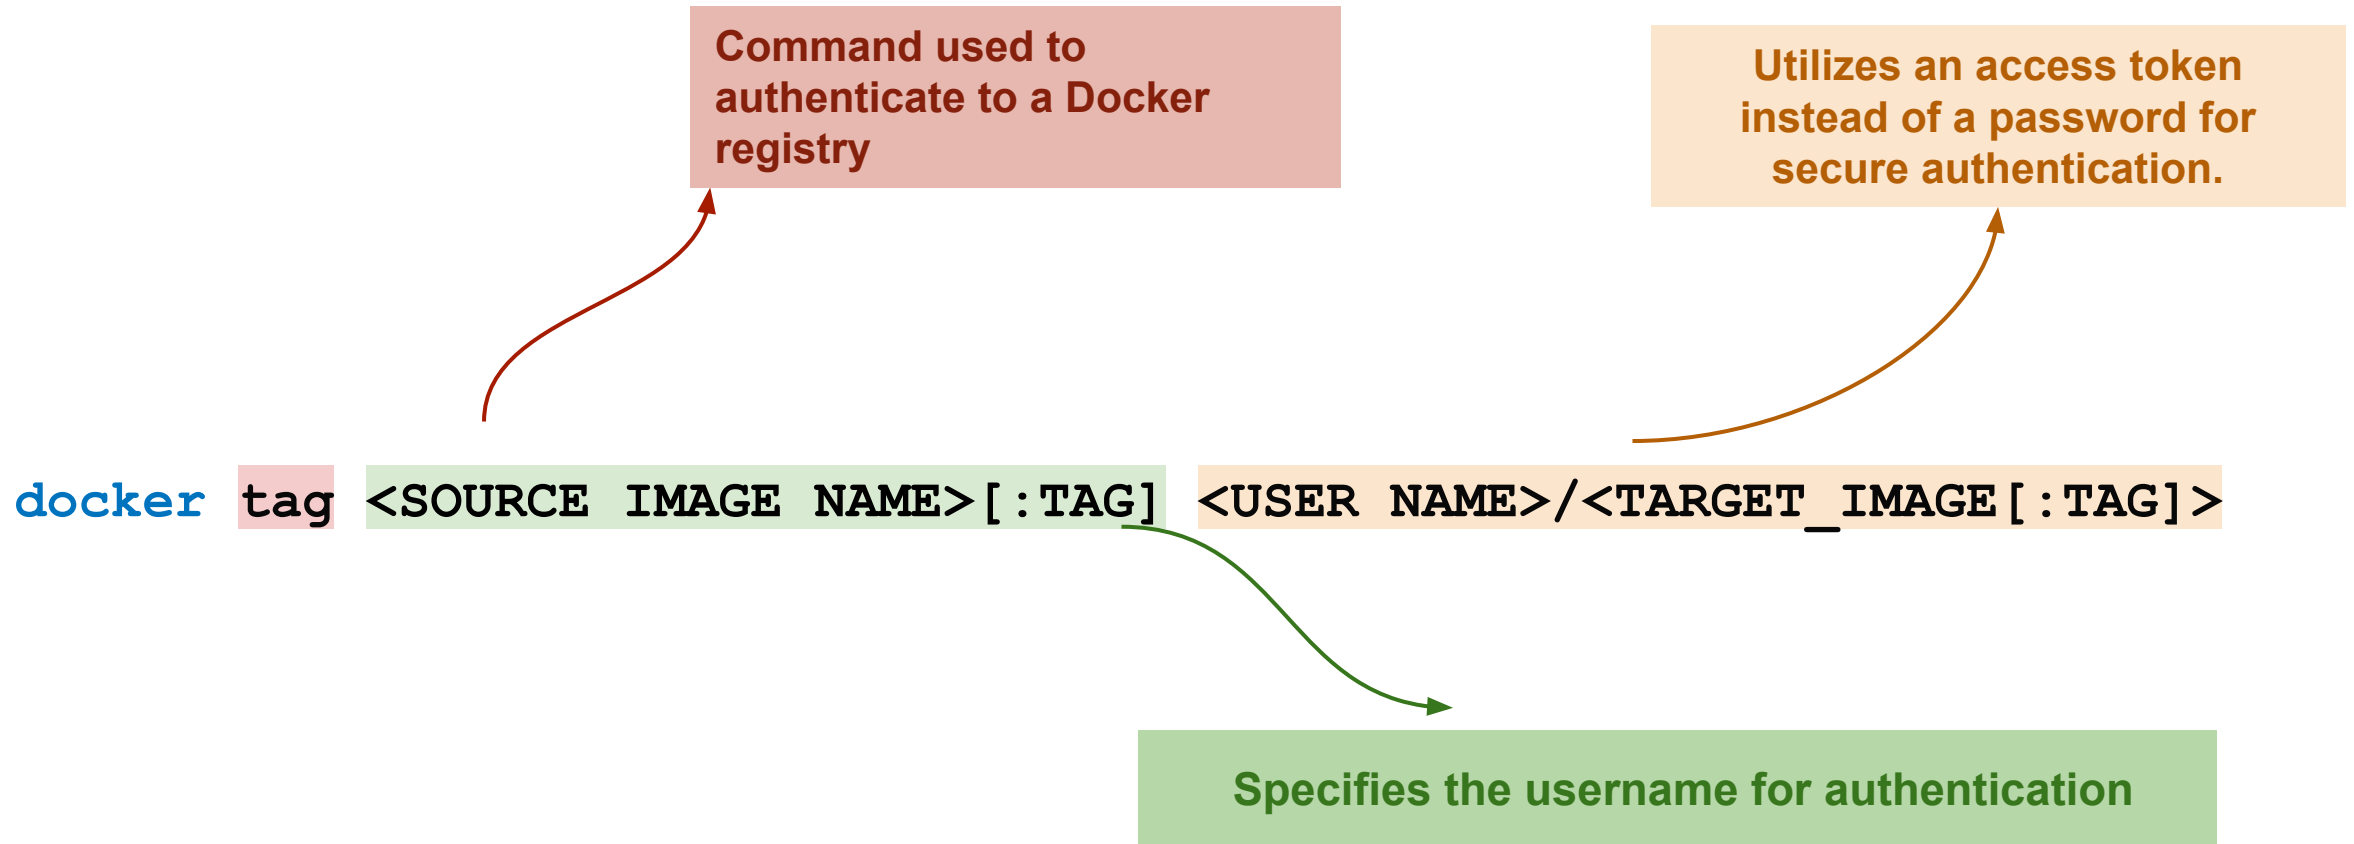 Command used to
authenticate to a Docker
registry
Utilizes an access token
instead of a password for
secure authentication.
docker tag <SOURCE IMAGE NAME>[:TAG] <USER NAME>/<TARGET_IMAGE[:TAG]>
Specifies the username for authentication